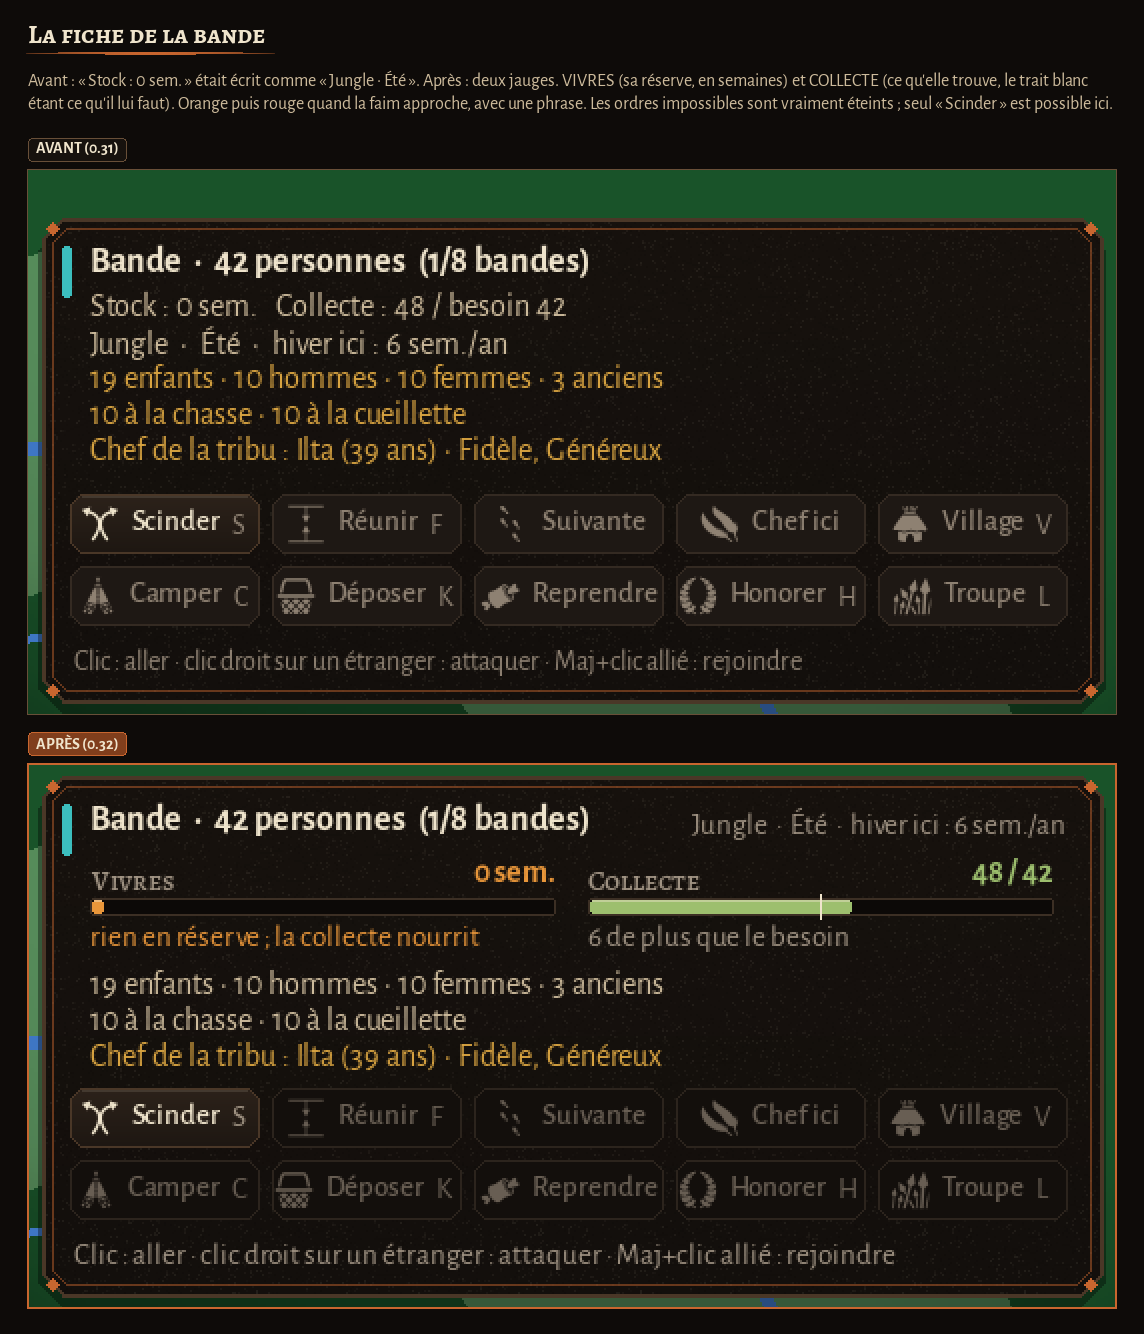 La fiche de la bande
Avant : « Stock : 0 sem. » était écrit comme « Jungle · Été ». Après : deux jauges. VIVRES (sa réserve, en semaines) et COLLECTE (ce qu'elle trouve, le trait blanc
étant ce qu'il lui faut). Orange puis rouge quand la faim approche, avec une phrase. Les ordres impossibles sont vraiment éteints ; seul « Scinder » est possible ici.
AVANT (0.31)
Bande · 42 personnes (1/8 bandes)
Stock : 0 sem. Collecte : 48 / besoin 42
Jungle · Été · hiver ici : 6 sem./an
19 enfants · 10 hommes · 10 femmes · 3 anciens
10 à la chasse · 10 à la cueillette
Chef de la tribu : Ilta (39 ans) · Fidèle, Généreux
Scinder S Réunir F Suivante Chef ici Village V
Camper C Déposer K Reprendre Honorer H Troupe L
Clic : aller · clic droit sur un étranger : attaquer · Maj+clic allié : rejoindre
APRÈS (0.32)
Bande · 42 personnes (1/8 bandes) Jungle · Été · hiver ici : 6 sem./an
Vivres 0 sem. Collecte 48 / 42
rien en réserve ; la collecte nourrit 6 de plus que le besoin
19 enfants · 10 hommes · 10 femmes · 3 anciens
10 à la chasse · 10 à la cueillette
Chef de la tribu : Ilta (39 ans) · Fidèle, Généreux
Scinder S Réunir F Suivante Chef ici Village V
Camper C Déposer K Reprendre Honorer H Troupe L
Clic : aller · clic droit sur un étranger : attaquer · Maj+clic allié : rejoindre